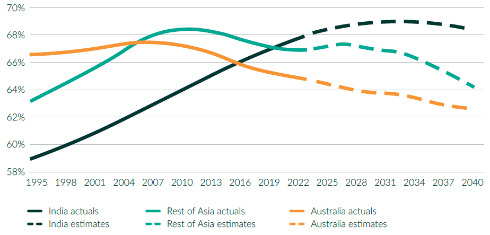 70%
68%
66%
64%
62%
60%
58%
1995 1998 2001 2004 2007 2010 2013 2016 2019 2022 2025 2028 2031 2034 2037 2040
India actuals Rest of Asia actuals Australia actuals
India estimates Rest of Asia estimates Australia estimates